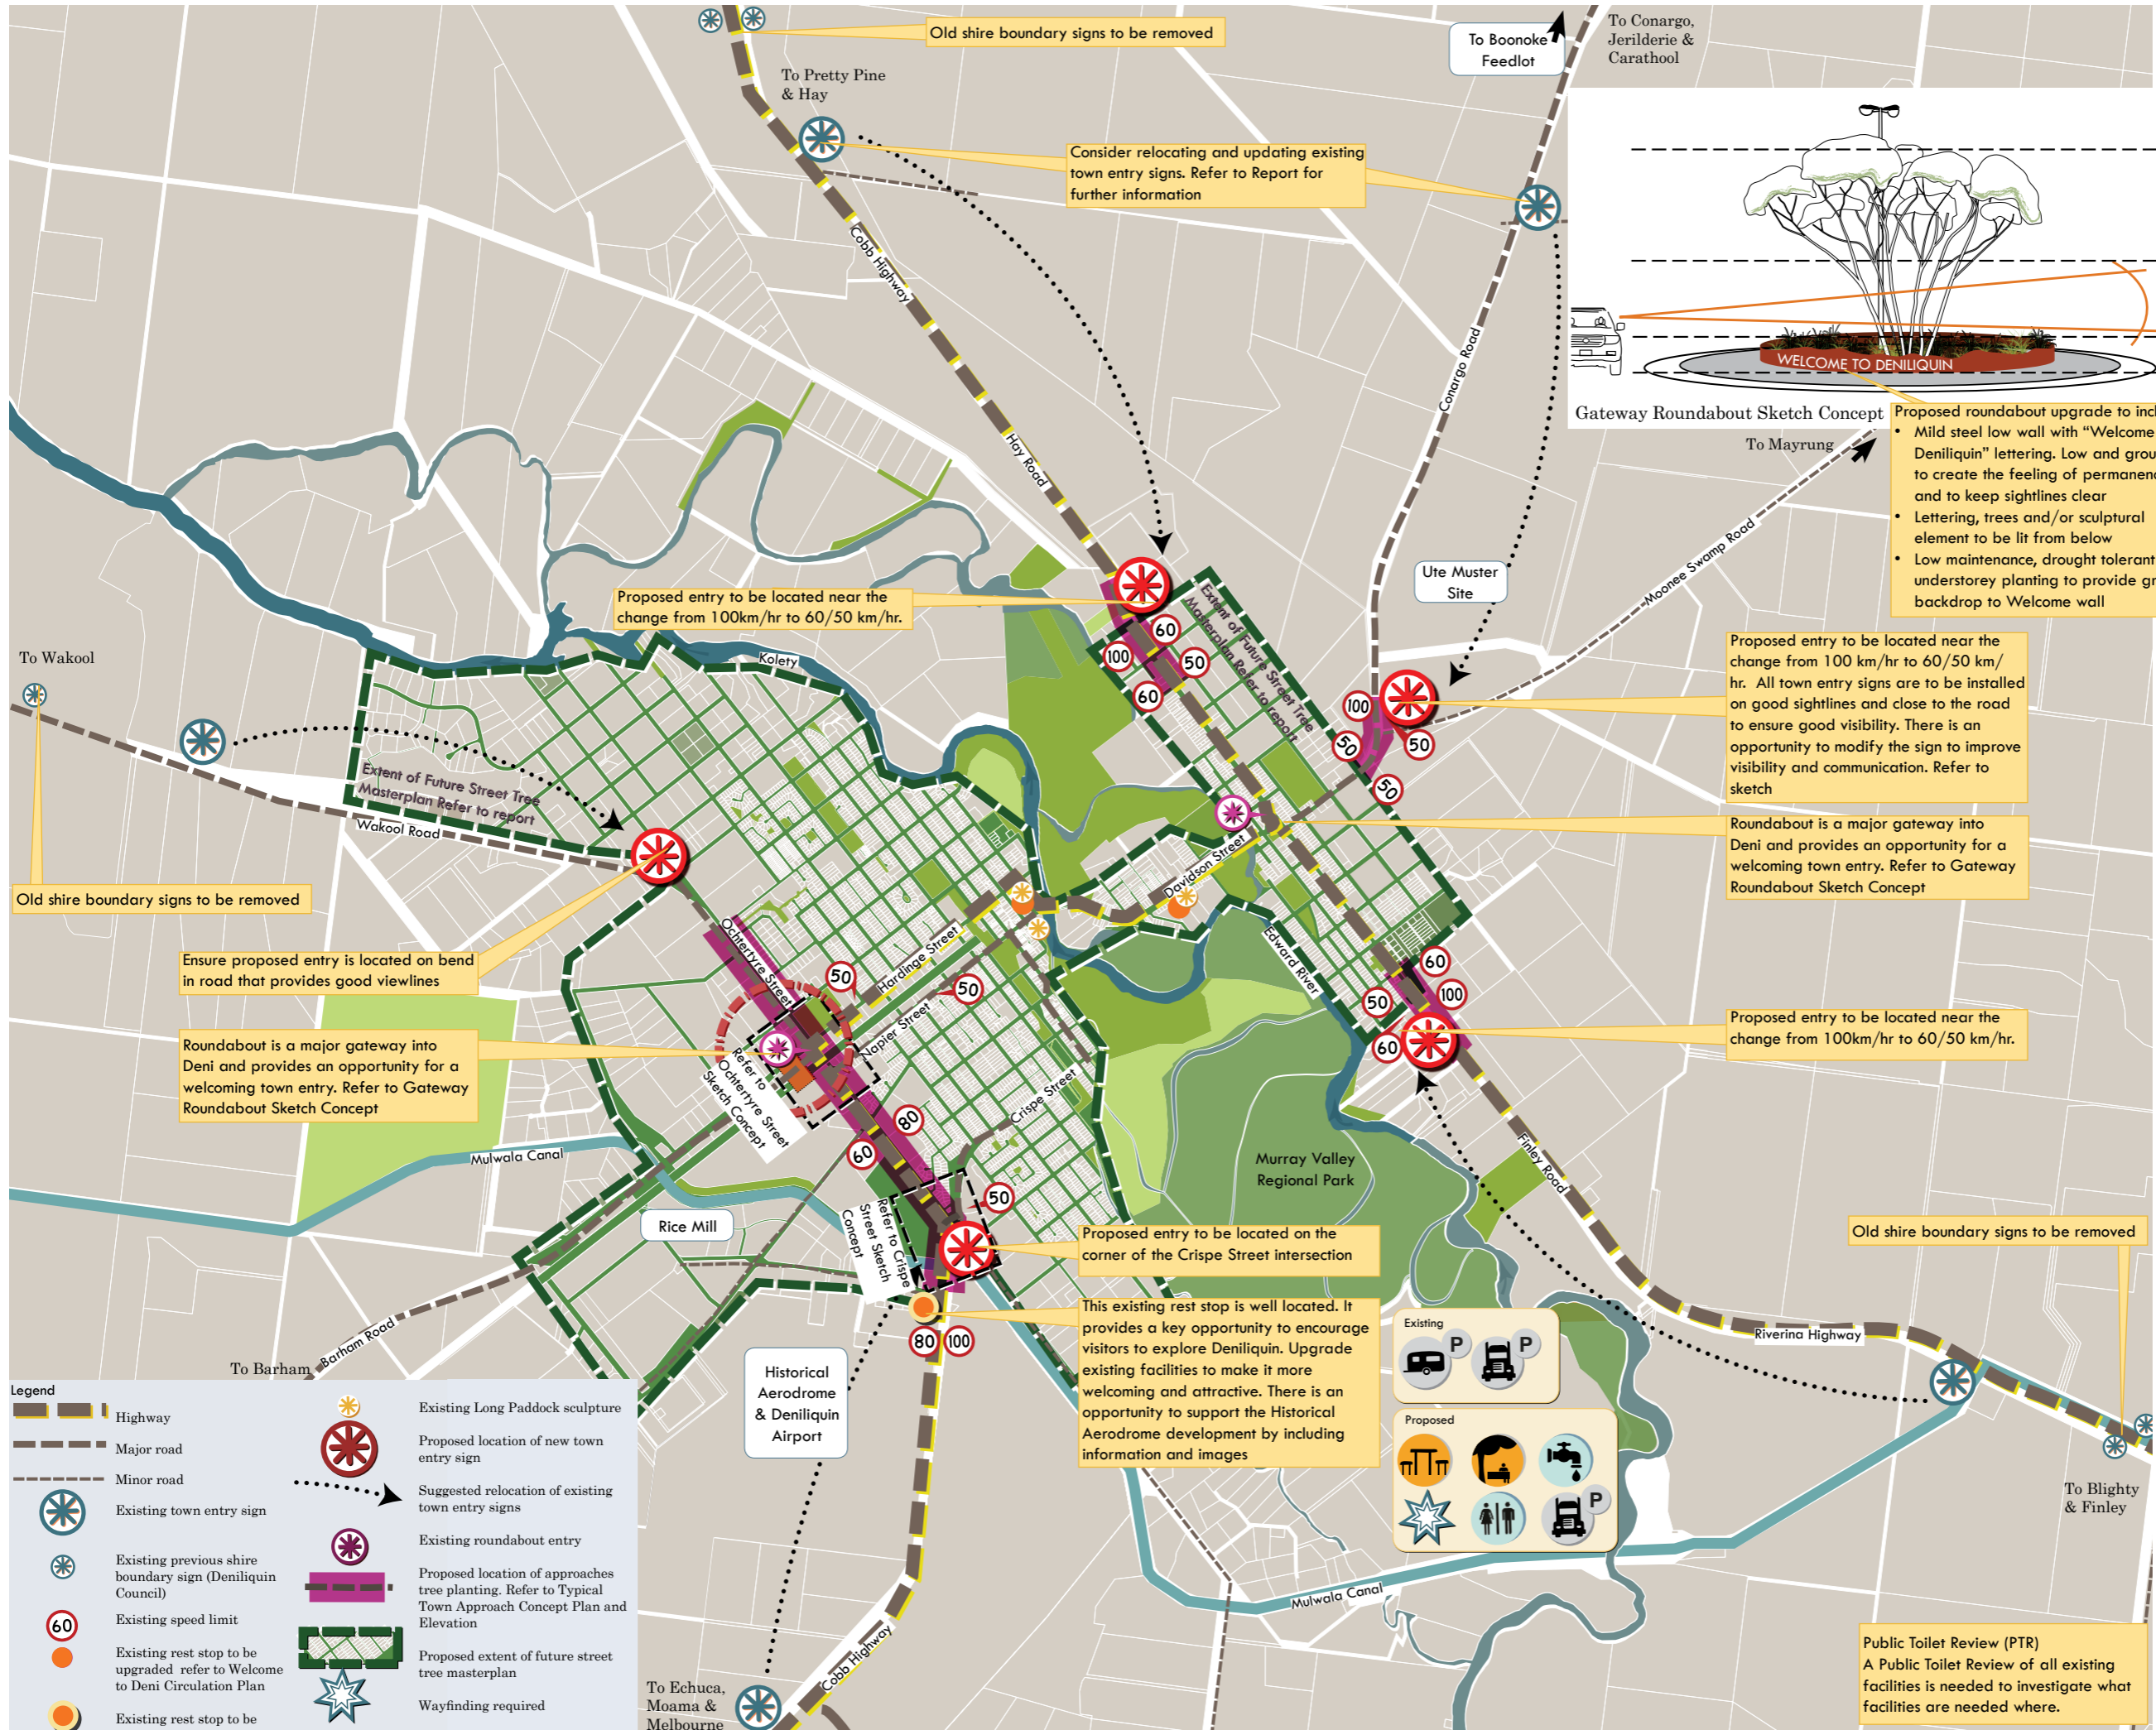 Old shire boundary signs to be removed
To Pretty Pine
& Hay
To Boonoke
Feedlot
To Conargo,
Jerilderie &
Carathool
Consider relocating and updating existing
town entry signs. Refer to Report for
further information
Cobb Highway
Conargo Road
Hay Road
WELCOME TO DENILIQUIN
Gateway Roundabout Sketch Concept
To Mayrung
Proposed roundabout upgrade to
• Mild steel low wall with “Welcome
Deniliquin” lettering. Low and
to create the feeling of
and to keep sightlines clear
• Lettering, trees and/or sculptural
element to be lit from below
• Low maintenance, drought tolerant
understorey planting to provide
backdrop to Welcome wall
Moonee Swamp Road
Ute Muster
Site
Proposed entry to be located near the
change from 100km/hr to 60/50 km/hr.
Extent of Future Street Tree
Masterplan Refer to report
60
100
50
60
Kolety
To Wakool
Proposed entry to be located near the
change from 100 km/hr to 60/50 km/
hr. All town entry signs are to be installed
on good sightlines and close to the road
to ensure good visibility. There is an
opportunity to modify the sign to improve
visibility and communication. Refer to
sketch
100
50
50
50
Extent of Future Street Tree
Masterplan Refer to report
Wakool Road
Roundabout is a major gateway into
Deni and provides an opportunity for a
welcoming town entry. Refer to Gateway
Roundabout Sketch Concept
Davidson Street
Old shire boundary signs to be removed
Ochtertyre Street
Hardinge Street
Edward River
Ensure proposed entry is located on bend
in road that provides good viewlines
50
50
60
100
50
60
Napier Street
Proposed entry to be located near the
change from 100km/hr to 60/50 km/hr.
Roundabout is a major gateway into
Deni and provides an opportunity for a
welcoming town entry. Refer to Gateway
Roundabout Sketch Concept
Refer to
Ochtertyre Street
Sketch Concept
Crispe Street
80
60
Mulwala Canal
Murray Valley
Regional Park
Finley Road
50
Rice Mill
Refer to Crispe
Street Sketch
Concept
Proposed entry to be located on the
corner of the Crispe Street intersection
Old shire boundary signs to be removed
This existing rest stop is well located. It
provides a key opportunity to encourage
visitors to explore Deniliquin. Upgrade
existing facilities to make it more
welcoming and attractive. There is an
opportunity to support the Historical
Aerodrome development by including
information and images
80
100
Existing
P
P
Riverina Highway
Barham Road
To Barham
Historical
Aerodrome
& Deniliquin
Airport
Proposed
P
To Blighty
& Finley
Mulwala Canal
Cobb Highway
To Echuca,
Moama &
Melbourne
Legend
Highway
Major road
Minor road
Existing town entry sign
Existing previous shire
boundary sign (Deniliquin
Council)
60
Existing speed limit
Existing rest stop to be
upgraded refer to Welcome
to Deni Circulation Plan
Existing rest stop to be
Existing Long Paddock sculpture
Proposed location of new town
entry sign
Suggested relocation of existing
town entry signs
Existing roundabout entry
Proposed location of approaches
tree planting. Refer to Typical
Town Approach Concept Plan and
Elevation
Proposed extent of future street
tree masterplan
Wayfinding required
Public Toilet Review (PTR)
A Public Toilet Review of all existing
facilities is needed to investigate what
facilities are needed where.